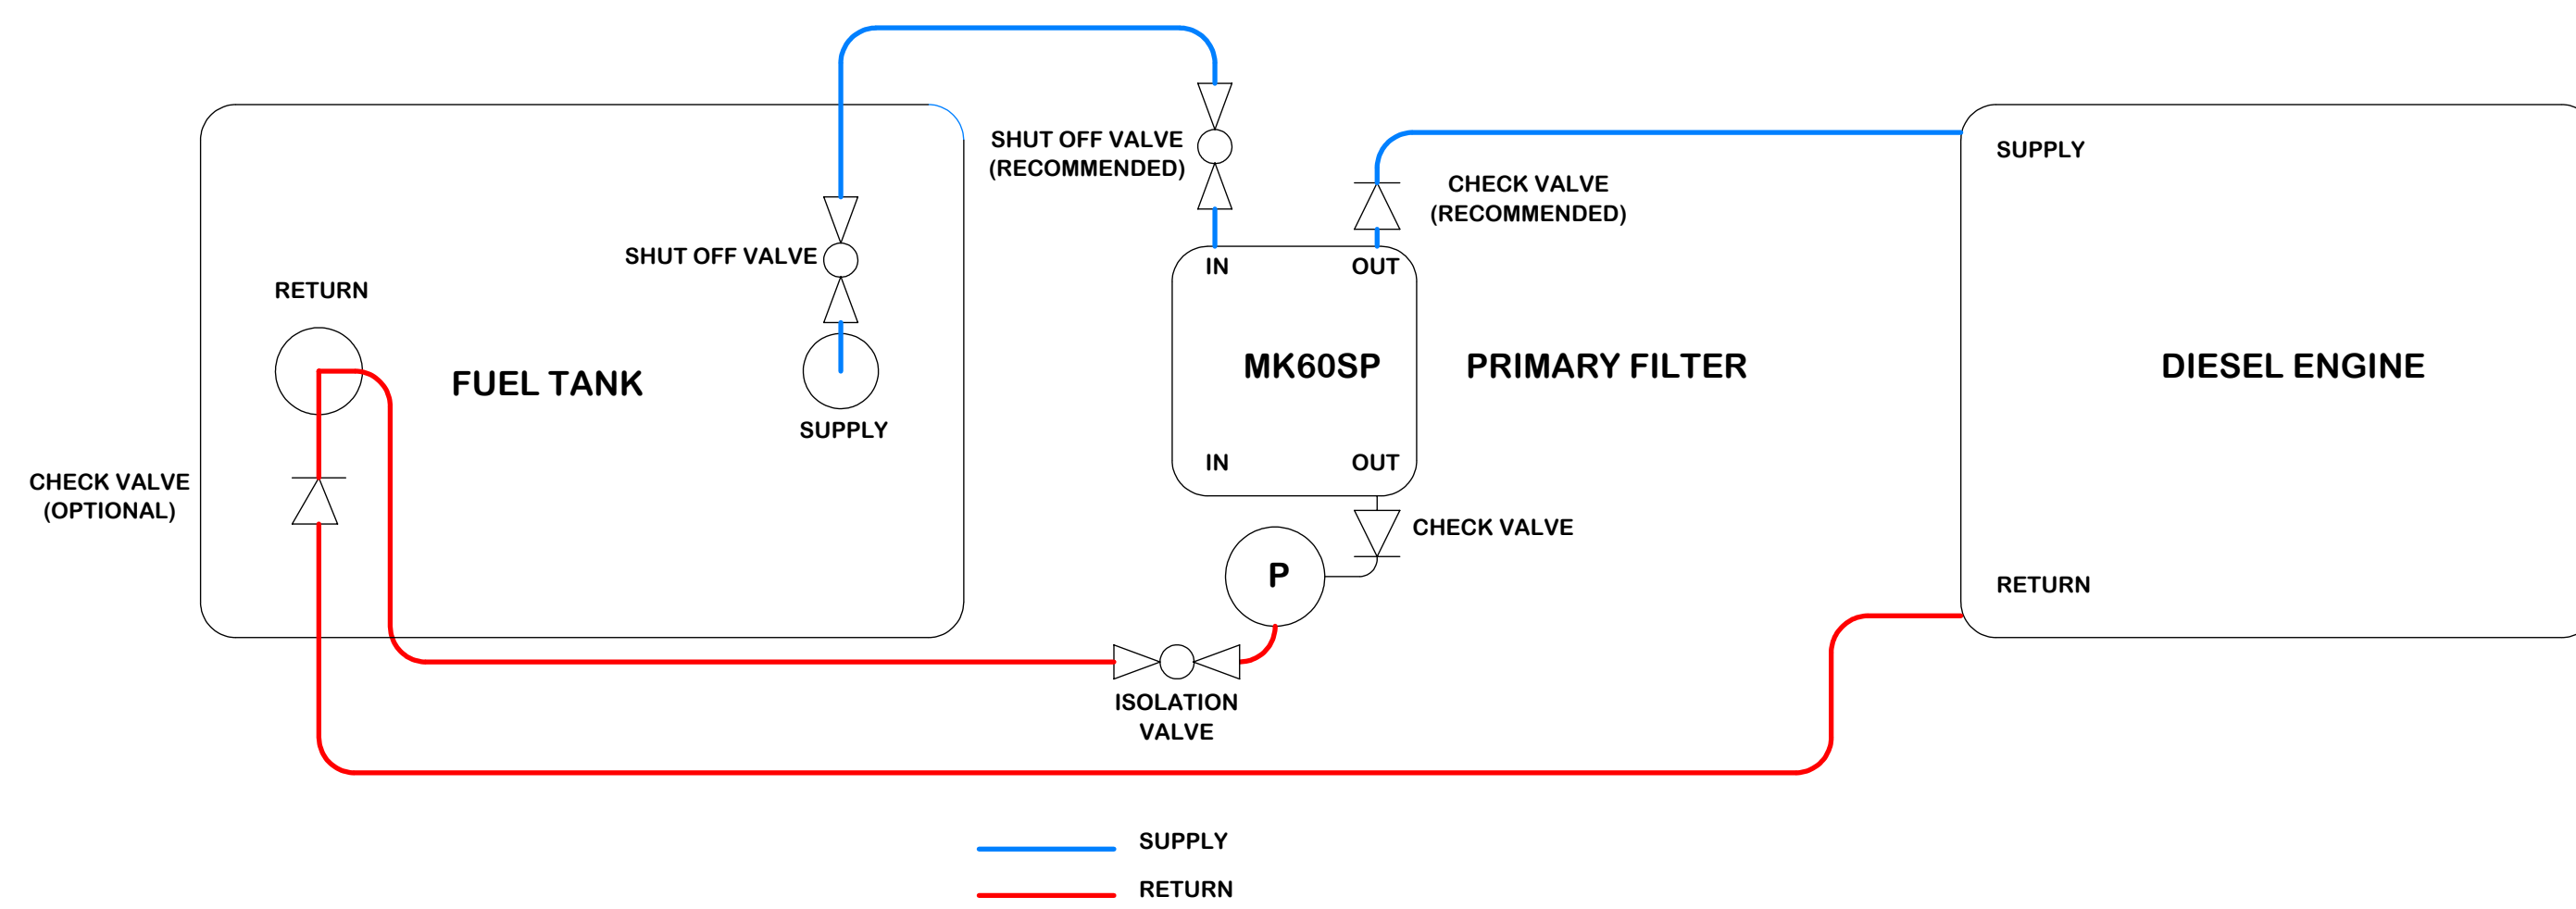 SHUT OFF VALVE
(RECOMMENDED)
SUPPLY
CHECK VALVE
(RECOMMENDED)
SHUT OFF VALVE
IN
OUT
RETURN
FUEL TANK
MK60SP
PRIMARY FILTER
DIESEL ENGINE
SUPPLY
IN
OUT
CHECK VALVE
(OPTIONAL)
CHECK VALVE
P
RETURN
ISOLATION
VALVE
SUPPLY
RETURN